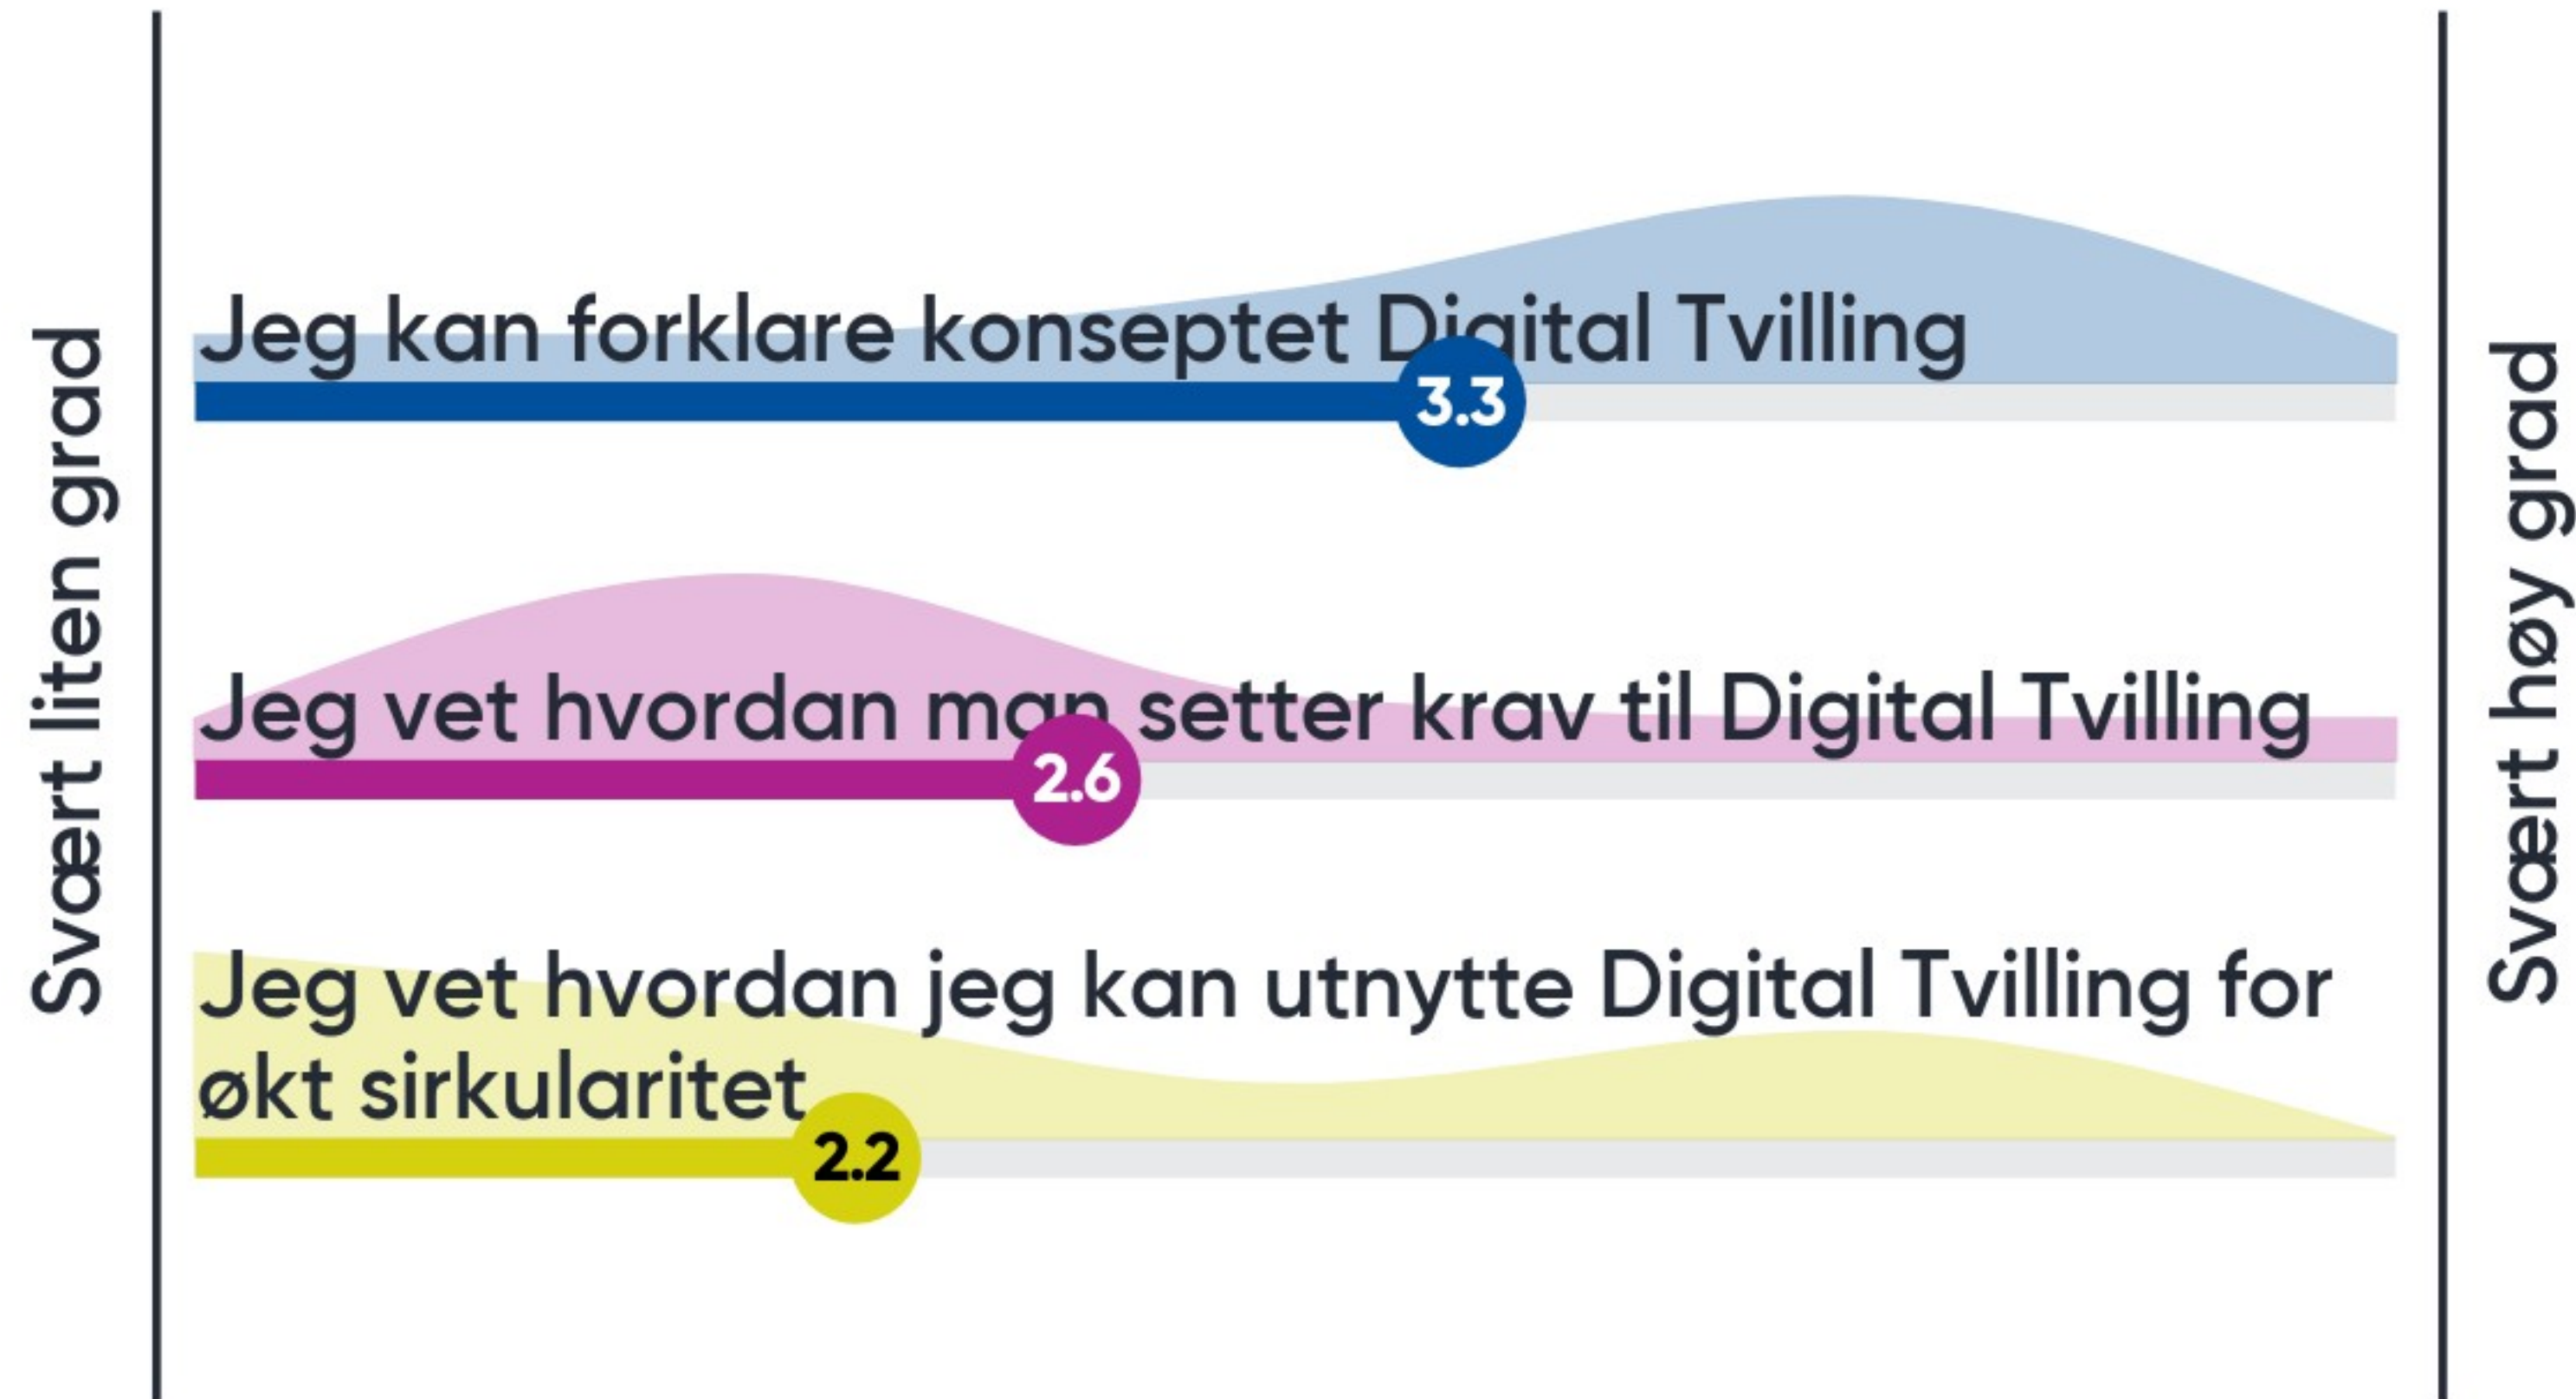 Svært liten grad
Jeg kan forklare konseptet Digital Tvilling
3.3
Jeg vet hvordan man setter krav til Digital Tvilling
2.6
Jeg vet hvordan jeg kan utnytte Digital Tvilling for
økt sirkularitet
2.2
Svært høy grad